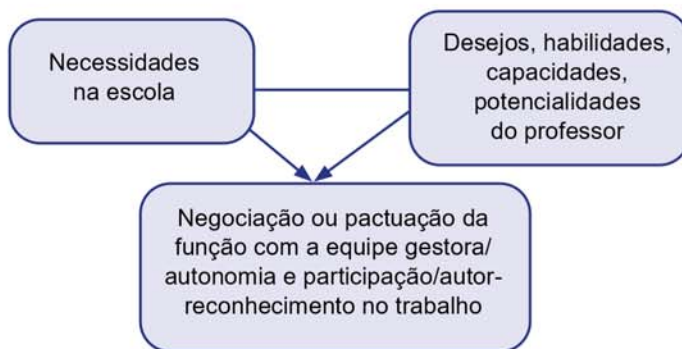 Necessidades
na escola
Desejos, habilidades,
capacidades,
potencialidades
do professor
Negociação ou pactuação da
função com a equipe gestora/
autonomia e participação/autor-
reconhecimento no trabalho